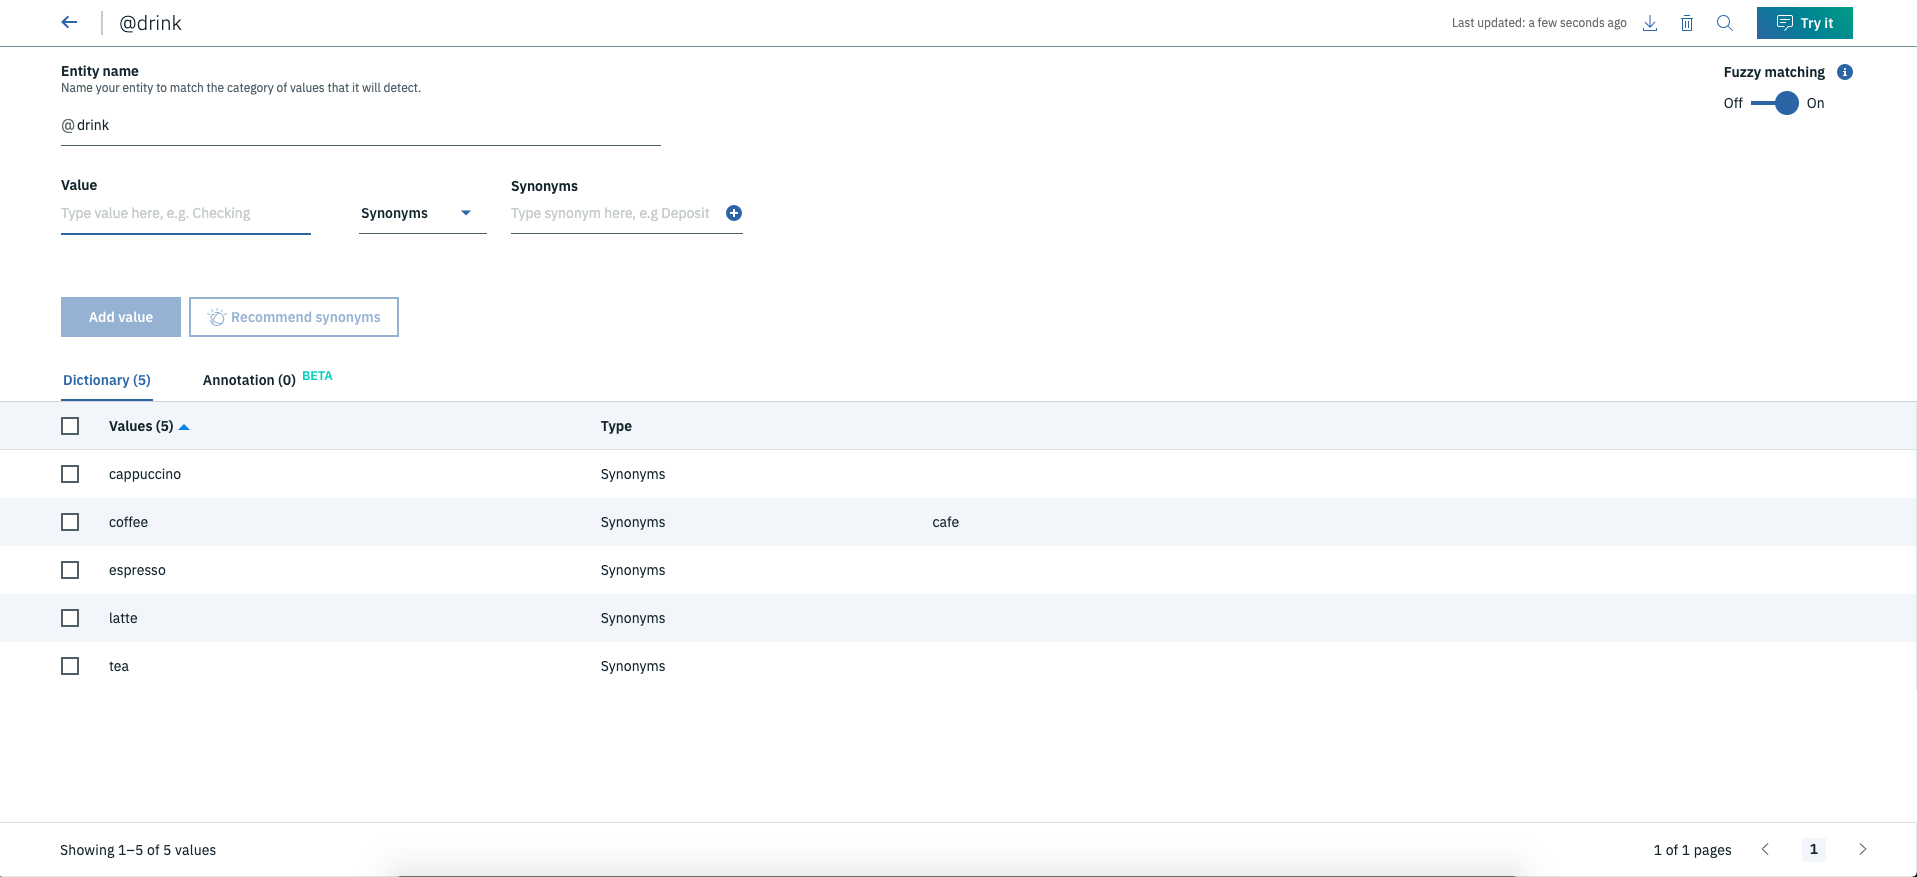 @drink
Last updated: a few seconds ago
Try it
Entity name
Name your entity to match the category of values that it will detect.
Fuzzy matching
Off On
@drink
Value
Synonyms
Type value here, e.g. Checking
Synonyms
Type synonym here, e.g Deposit
Add value
Recommend synonyms
Dictionary (5)
Annotation (0) BETA
Values (5) Type
cappuccino Synonyms
coffee Synonyms cafe
espresso Synonyms
latte Synonyms
tea Synonyms
Showing 1–5 of 5 values
1 of 1 pages
1